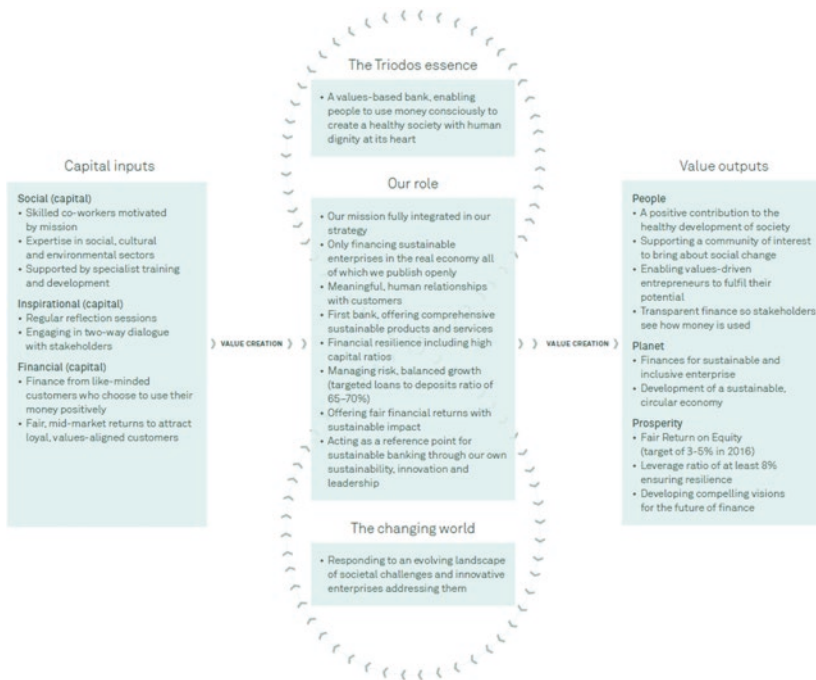 The Triodos essence
• A values-based bank, enabling
people to use money consciously to
create a healthy society with human
dignity at its heart
Capital inputs
Social (capital)
• Skilled co-workers motivated
by mission
• Expertise in social, cultural
and environmental sectors
• Supported by specialist training
and development
Inspirational (capital)
• Regular reflection sessions
• Engaging in two-way dialogue
with stakeholders
Financial (capital)
• Finance from like-minded
customers who choose to use their
money positively
• Fair, mid-market returns to attract
loyal, values-aligned customers
VALUE CREATION
Our role
• Our mission fully integrated in our
strategy
• Only financing sustainable
enterprises in the real economy all
of which we publish openly
• Meaningful, human relationships
with customers
• First bank, offering comprehensive
sustainable products and services
• Financial resilience including high
capital ratios
• Managing risk, balanced growth
(targeted loans to deposits ratio of
65-70%)
• Offering fair financial returns with
sustainable impact
• Acting as a reference point for
sustainable banking through our own
sustainability, innovation and
leadership
VALUE CREATION
Value outputs
People
• A positive contribution to the
healthy development of society
• Supporting a community of interest
to bring about social change
• Enabling values-driven
entrepreneurs to fulfil their
potential
• Transparent finance so stakeholders
see how money is used
Planet
• Finances for sustainable and
inclusive enterprise
• Development of a sustainable,
circular economy
Prosperity
• Fair Return on Equity
(target of 3-5% in 2016)
• Leverage ratio of at least 8%
ensuring resilience
• Developing compelling visions
for the future of finance
The changing world
• Responding to an evolving landscape
of societal challenges and innovative
enterprises addressing them